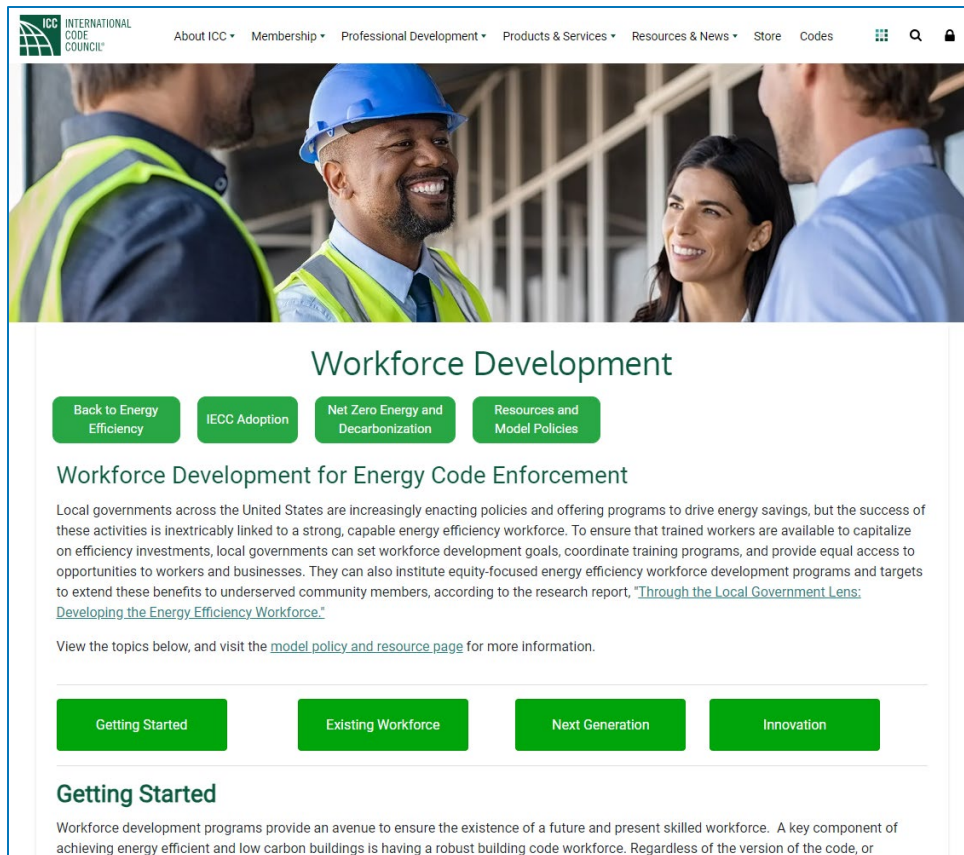 ICC INTERNATIONAL
CODE
COUNCIL®
About ICC Membership Professional Development Products & Services Resources & News Store Codes
Workforce Development
Back to Energy
Efficiency
IECC Adoption
Net Zero Energy and
Decarbonization
Resources and
Model Policies
Workforce Development for Energy Code Enforcement
Local governments across the United States are increasingly enacting policies and offering programs to drive energy savings, but the success of
these activities is inextricably linked to a strong, capable energy efficiency workforce. To ensure that trained workers are available to capitalize
on efficiency investments, local governments can set workforce development goals, coordinate training programs, and provide equal access to
opportunities to workers and businesses. They can also institute equity-focused energy efficiency workforce development programs and targets
to extend these benefits to underserved community members, according to the research report, "Through the Local Government Lens:
Developing the Energy Efficiency Workforce."
View the topics below, and visit the model policy and resource page for more information.
Getting Started
Existing Workforce
Next Generation
Innovation
Getting Started
Workforce development programs provide an avenue to ensure the existence of a future and present skilled workforce. A key component of
achieving energy efficient and low carbon buildings is having a robust building code workforce. Regardless of the version of the code, or